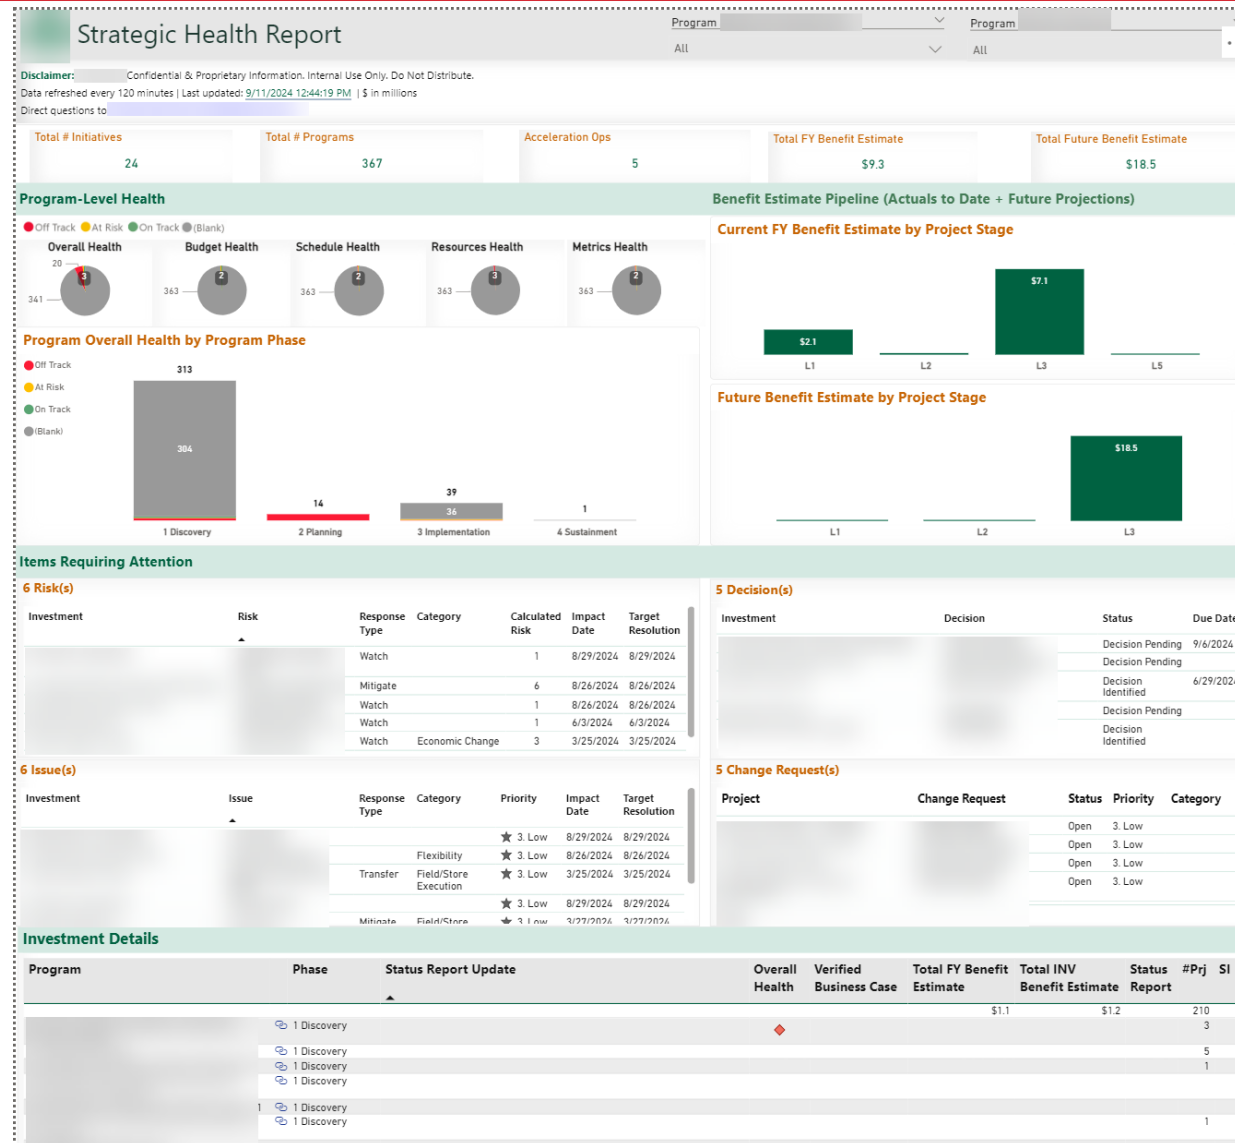 Strategic Health Report
Program
All
Program
All
Disclaimer: Confidential & Proprietary Information. Internal Use Only. Do Not Distribute.
Data refreshed every 120 minutes | Last updated: 9/11/2024 12:44:19 PM | $ in millions
Direct questions to
Total # Initiatives
24
Total # Programs
367
Acceleration Ops
5
Total FY Benefit Estimate
$9.3
Total Future Benefit Estimate
$18.5
Program-Level Health
Off Track At Risk On Track (Blank)
Overall Health
20
3
341
Budget Health
2
363
Schedule Health
2
363
Resources Health
3
363
Metrics Health
2
363
Program Overall Health by Program Phase
Off Track
At Risk
On Track
(Blank)
313
304
14
39
36
1
1 Discovery
2 Planning
3 Implementation
4 Sustainment
Benefit Estimate Pipeline (Actuals to Date + Future Projections)
Current FY Benefit Estimate by Project Stage
$7.1
$2.1
L1 L2 L3 L5
Future Benefit Estimate by Project Stage
$18.5
L1 L2 L3
Items Requiring Attention
6 Risk(s)
Investment Risk Response Type Category Calculated Risk Impact Date Target Resolution
Watch 1 8/29/2024 8/29/2024
Mitigate 6 8/26/2024 8/26/2024
Watch 1 8/26/2024 8/26/2024
Watch 1 6/3/2024 6/3/2024
Watch Economic Change 3 3/25/2024 3/25/2024
5 Decision(s)
Investment Decision Status Due Date
Decision Pending 9/6/2024
Decision Pending
Decision Identified 6/29/202
Decision Pending
Decision Identified
6 Issue(s)
Investment Issue Response Type Category Priority Impact Date Target Resolution
3. Low 8/29/2024 8/29/2024
Flexibility 3. Low 8/26/2024 8/26/2024
Transfer Field/Store Execution 3. Low 3/25/2024 3/25/2024
3. Low 8/29/2024 8/29/2024
Mitigate Field/Store 3. Low 3/27/2024 3/27/2024
5 Change Request(s)
Project Change Request Status Priority Category
Open 3. Low
Open 3. Low
Open 3. Low
Open 3. Low
Investment Details
Program Phase Status Report Update Overall Health Verified Business Case Total FY Benefit Estimate Total INV Benefit Estimate Status Report #Prj SI
$1.1 $1.2 210
1 Discovery 3
1 Discovery 5
1 Discovery 1
1 Discovery
1 1 Discovery
1 Discovery 1